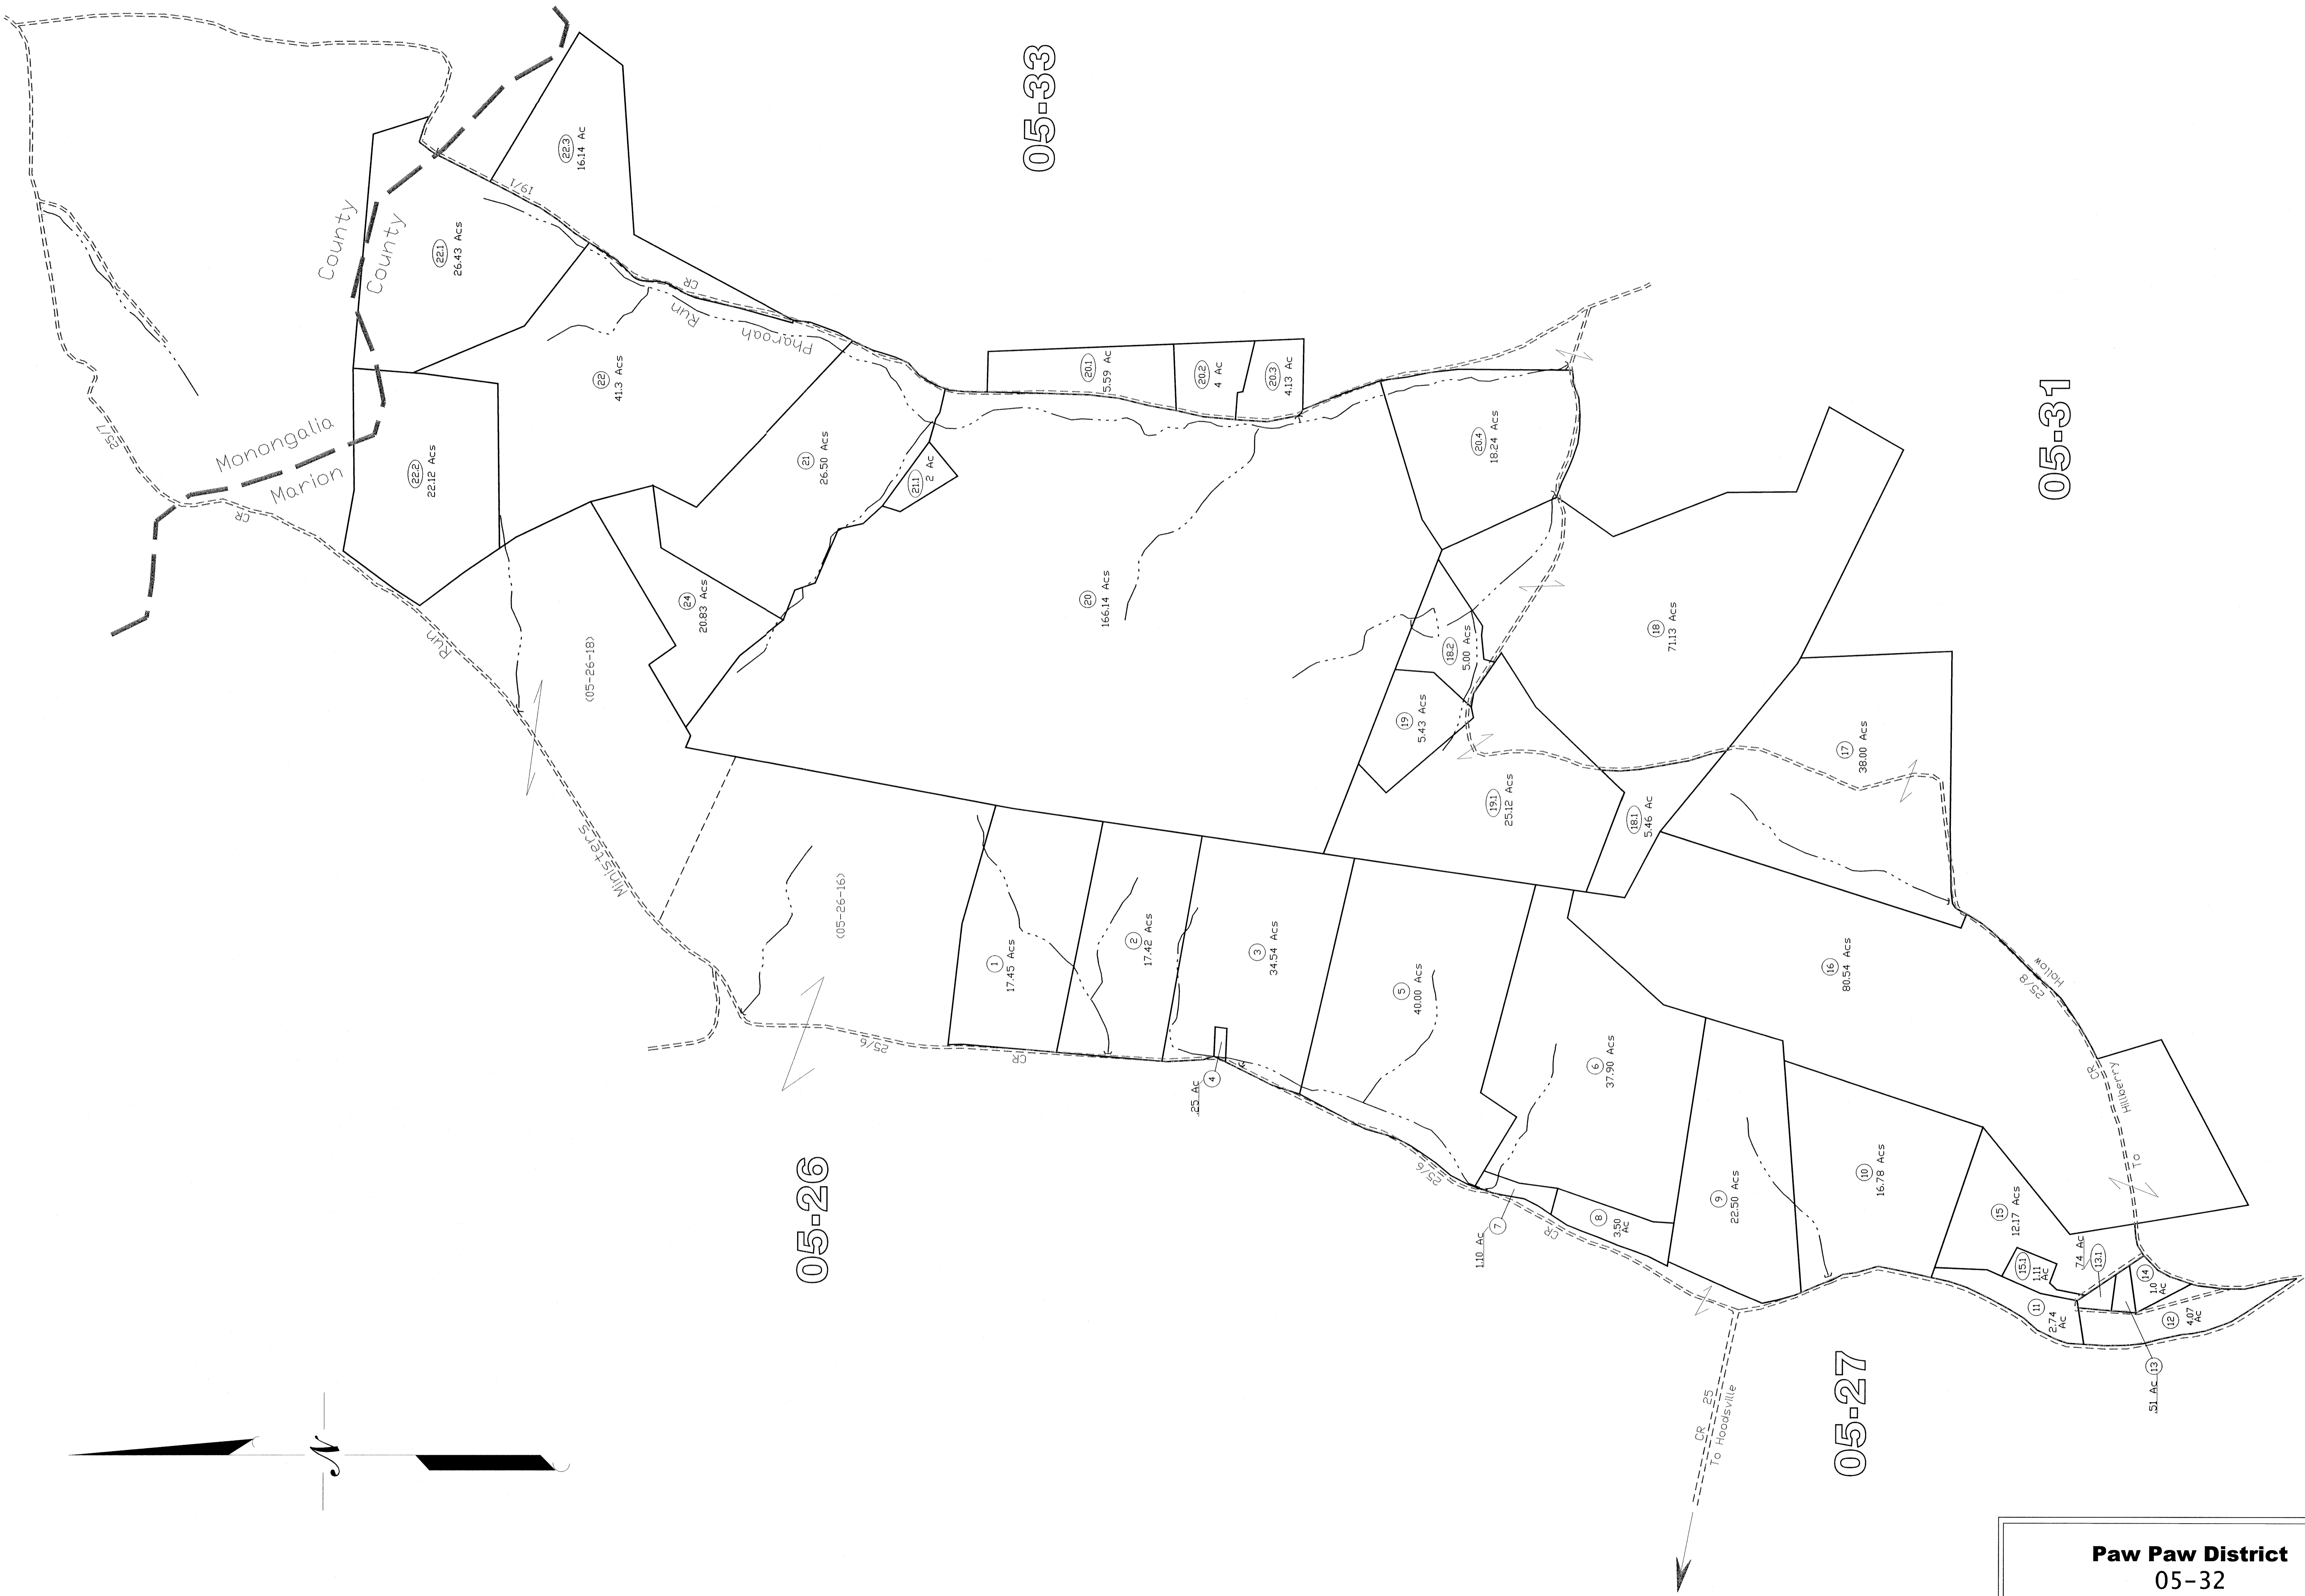 05-33
05-31
05-26
05-27
County
County
Monongalia
Marion
22.3
16.14 Ac
19/1
22.1
26.43 Acs
CR
Run
Pharoah
22
41.3 Acs
25/7
CR
22.2
22.12 Acs
20.1
5.59 Ac
20.2
4 Ac
20.3
4.13 Ac
21
26.50 Acs
21.1
2 Ac
20.4
18.24 Acs
24
20.83 Acs
20
166.14 Acs
18
71.13 Acs
18.2
5.00 Acs
19
5.43 Acs
Run
Ministers
(05-26-18)
(05-26-16)
19.1
25.12 Acs
18.1
5.46 Ac
17
38.00 Acs
1
17.45 Acs
2
17.42 Acs
3
34.54 Acs
25/6
CR
4
.25 Ac
5
40.00 Acs
16
80.54 Acs
Hollow
25/8
CR
Hillberry
To
6
37.90 Acs
25/6
7
1.10 Ac
CR
8
3.50
Ac
9
22.50 Acs
10
16.78 Acs
15
12.17 Acs
15.1
1.11
Ac
.74 Ac
13.1
14
1.0
Ac
11
2.74
Ac
12
4.07
Ac
13
.51 Ac
CR 25
To Hoodsville
N
Paw Paw District
05-32